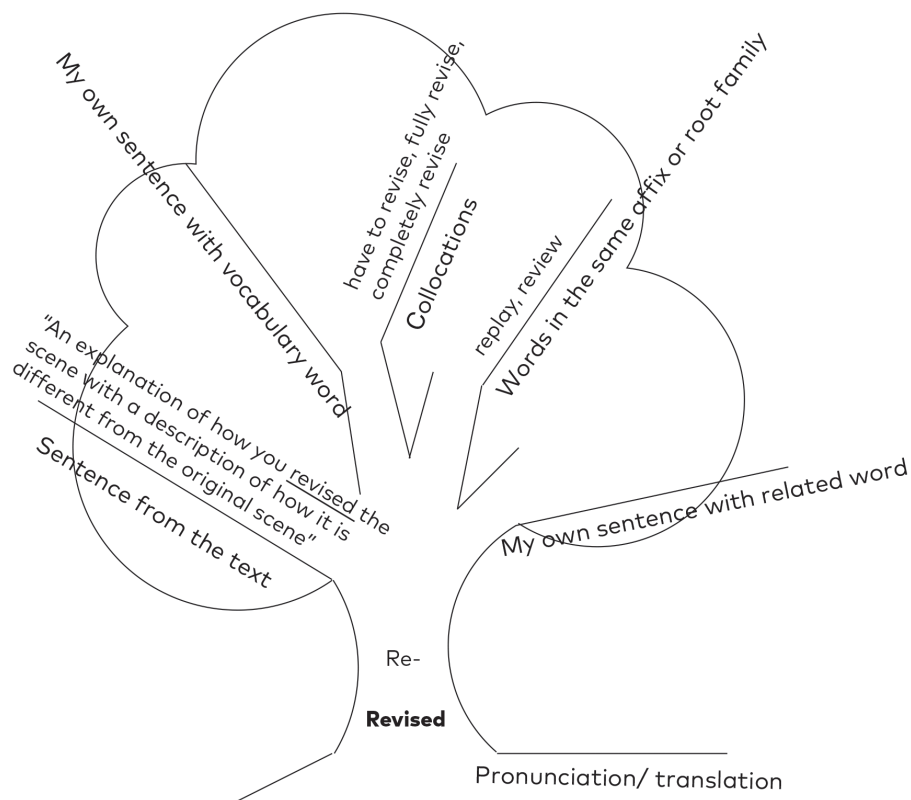 My own sentence with vocabulary word
have to revise, fully revise,
completely revise
Collocations
replay, review
Words in the same affix or root family
"An explanation of how you revised the
scene with a description of how it is
different from the original scene"
Sentence from the text
My own sentence with related word
Re-
Revised
Pronunciation/ translation